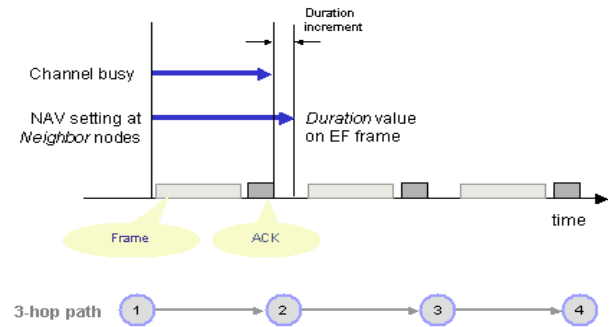 Duration
increment
Channel busy
NAV setting at
Neighbor nodes
Duration value
on EF frame
time
Frame
ACK
3-hop path
1
2
3
4